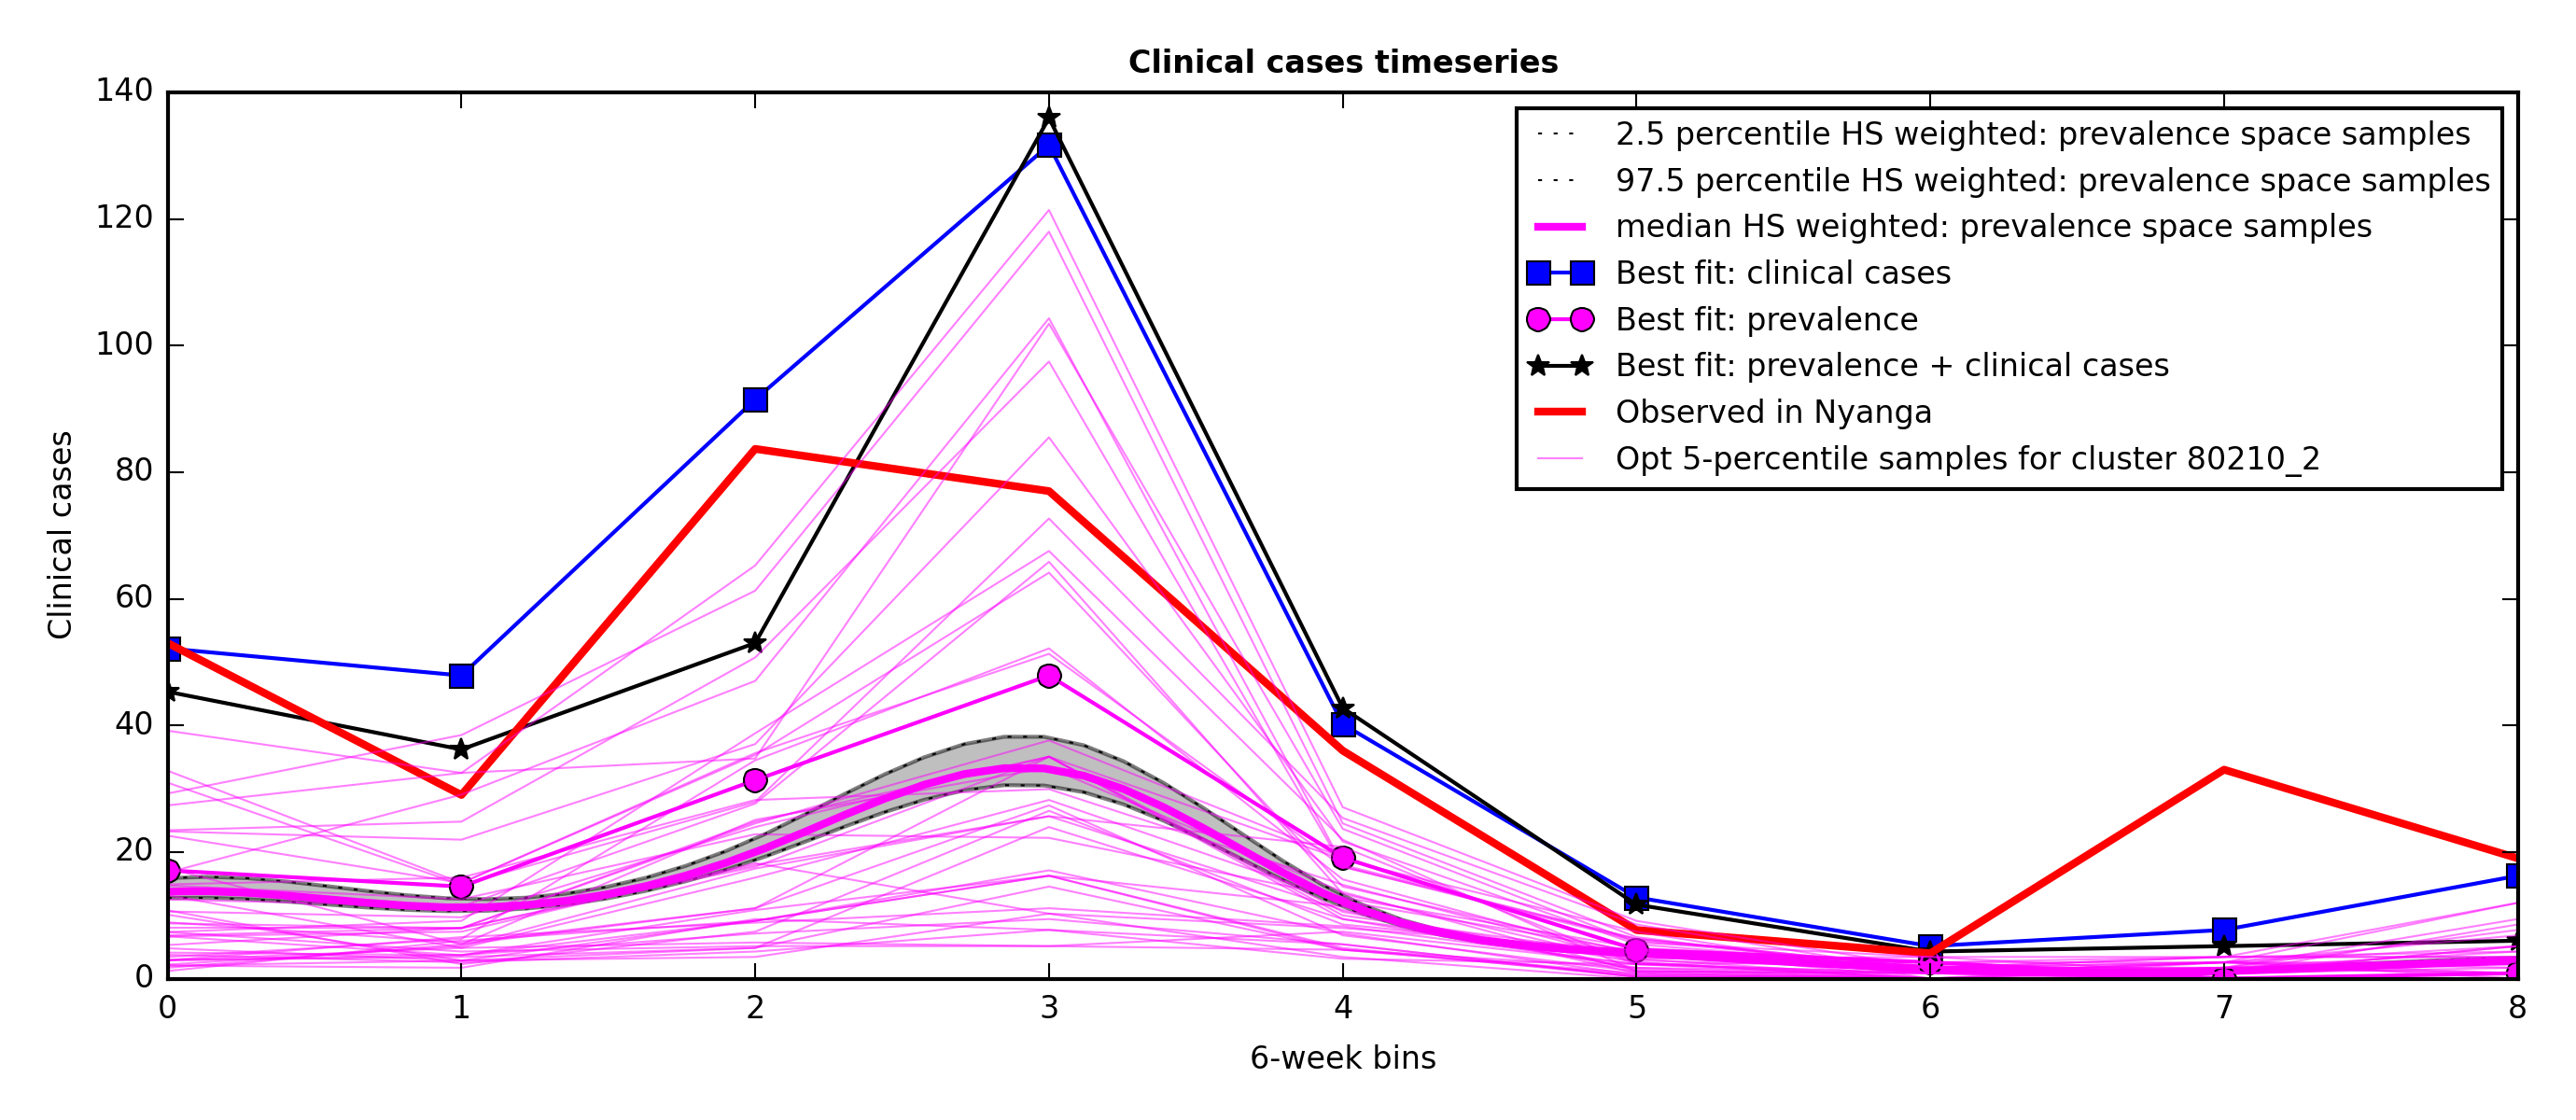 Clinical cases timeseries
140
120
100
80
60
40
20
0
Clinical cases
2.5 percentile HS weighted: prevalence space samples
97.5 percentile HS weighted: prevalence space samples
median HS weighted: prevalence space samples
Best fit: clinical cases
Best fit: prevalence
Best fit: prevalence + clinical cases
Observed in Nyanga
Opt 5-percentile samples for cluster 80210_2
0 1 2 3 4 5 6 7 8
6-week bins